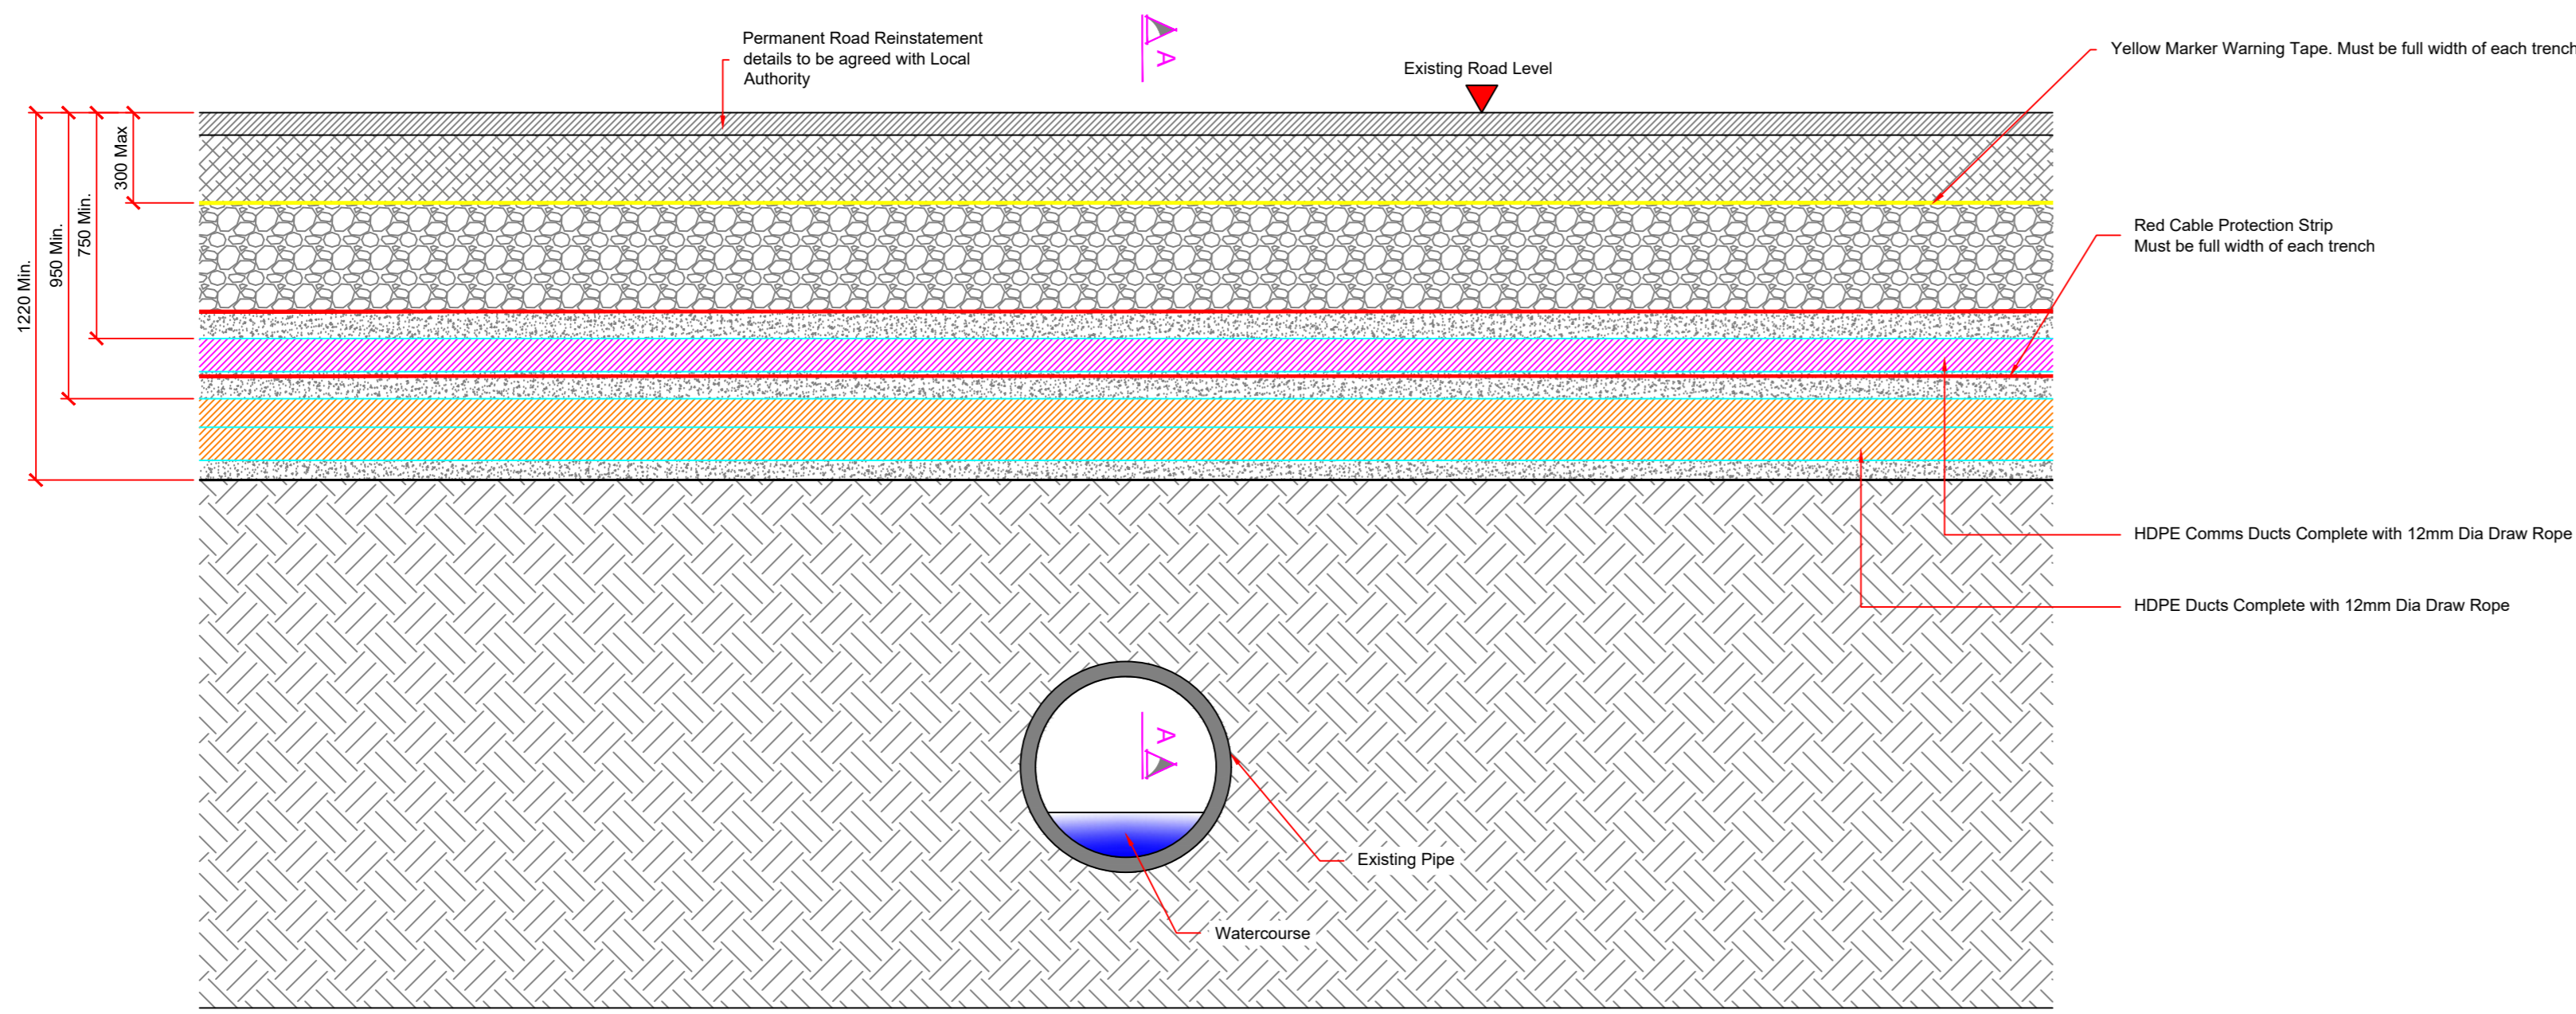 Permanent Road Reinstatement
details to be agreed with Local
Authority
A
Existing Road Level
Yellow Marker Warning Tape. Must be full width of each trench
300 Max
750 Min.
950 Min.
1220 Min.
Red Cable Protection Strip
Must be full width of each trench
HDPE Comms Ducts Complete with 12mm Dia Draw Rope
HDPE Ducts Complete with 12mm Dia Draw Rope
A
Existing Pipe
Watercourse